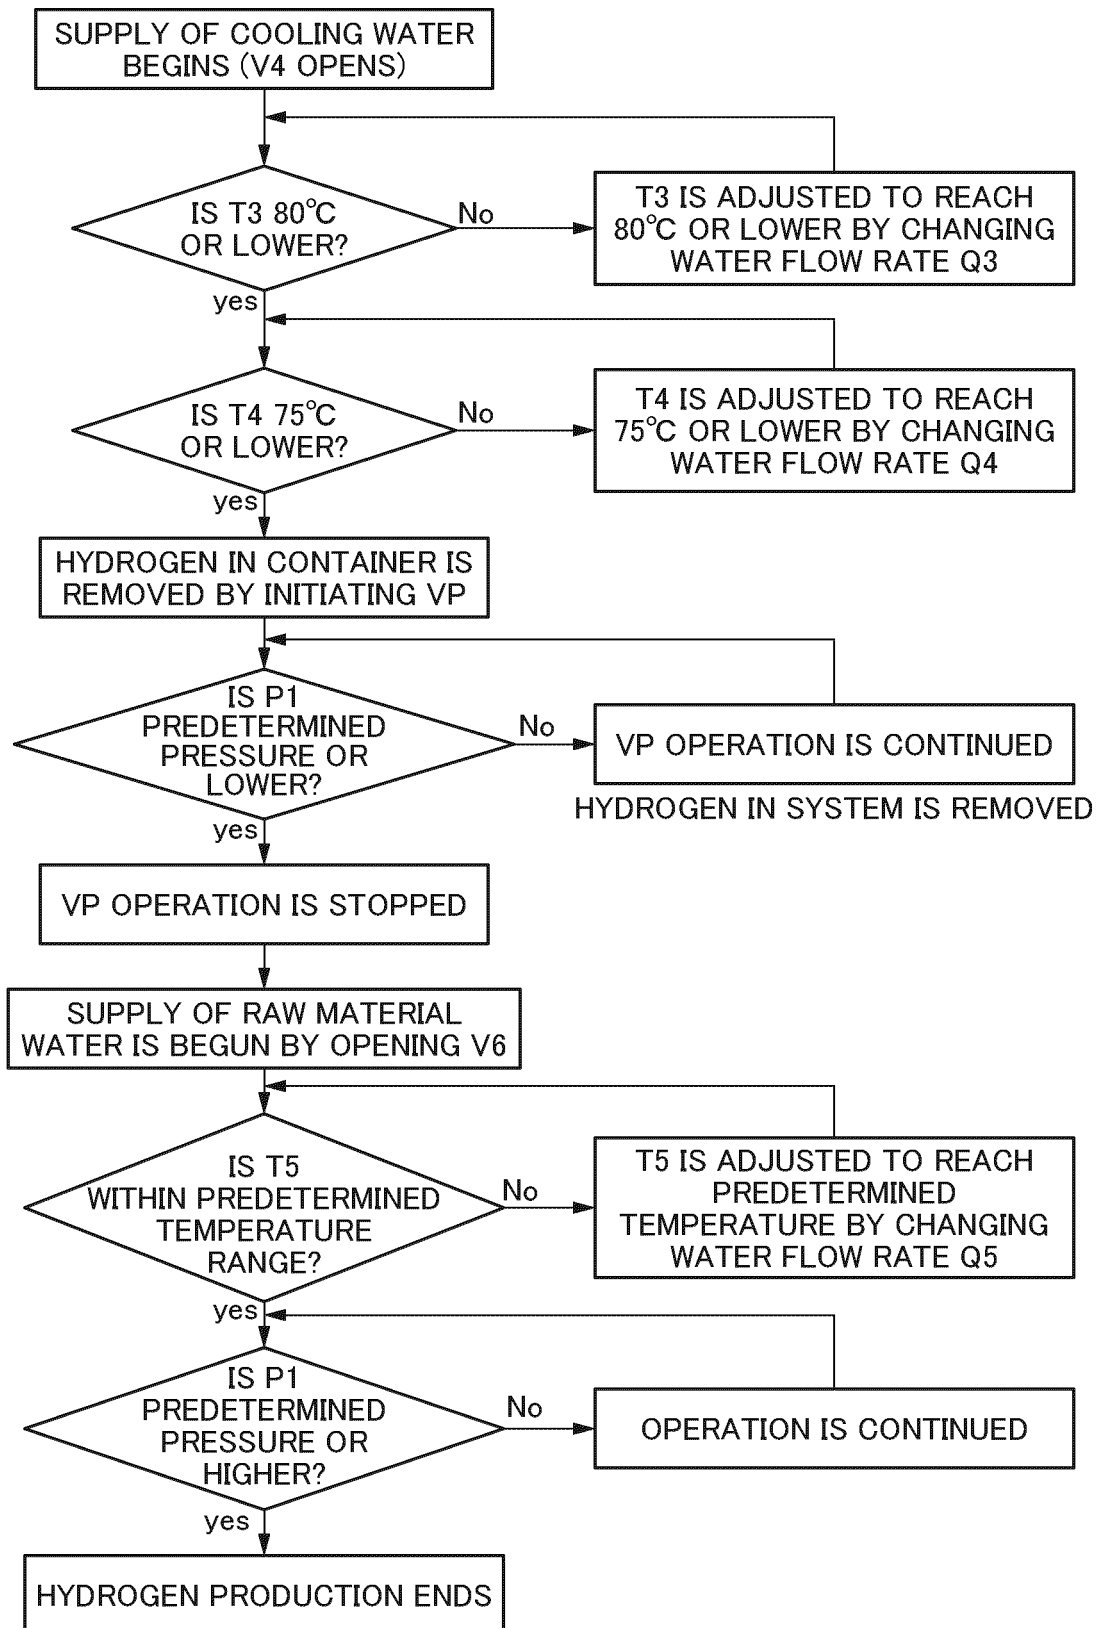 SUPPLY OF COOLING WATER
BEGINS (V4 OPENS)
IS T3 80℃
OR LOWER?
No
T3 IS ADJUSTED TO REACH
80℃ OR LOWER BY CHANGING
WATER FLOW RATE Q3
yes
IS T4 75℃
OR LOWER?
No
T4 IS ADJUSTED TO REACH
75℃ OR LOWER BY CHANGING
WATER FLOW RATE Q4
yes
HYDROGEN IN CONTAINER IS
REMOVED BY INITIATING VP
IS P1
PREDETERMINED
PRESSURE OR
LOWER?
No
VP OPERATION IS CONTINUED
HYDROGEN IN SYSTEM IS REMOVED
yes
VP OPERATION IS STOPPED
SUPPLY OF RAW MATERIAL
WATER IS BEGUN BY OPENING V6
IS T5
WITHIN PREDETERMINED
TEMPERATURE
RANGE?
No
T5 IS ADJUSTED TO REACH
PREDETERMINED
TEMPERATURE BY CHANGING
WATER FLOW RATE Q5
yes
IS P1
PREDETERMINED
PRESSURE OR
HIGHER?
No
OPERATION IS CONTINUED
yes
HYDROGEN PRODUCTION ENDS